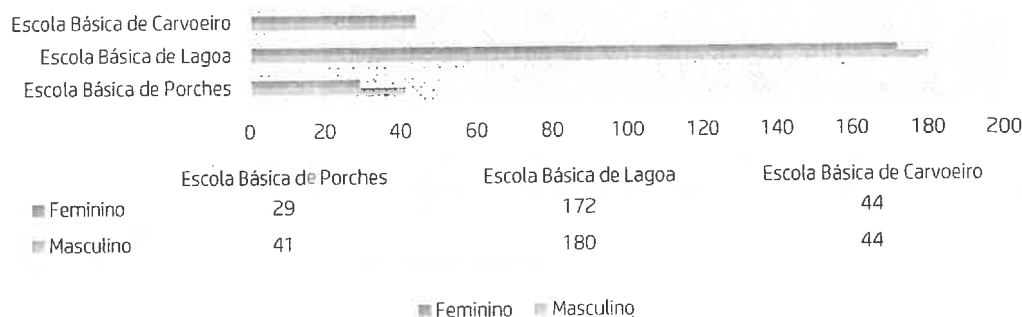 Escola Básica de Carvoeiro
Escola Básica de Lagoa
Escola Básica de Porches
0 20 40 60 80 100 120 140 160 180 200
Escola Básica de Porches Escola Básica de Lagoa Escola Básica de Carvoeiro
Feminino 29 172 44
Masculino 41 180 44
Feminino Masculino